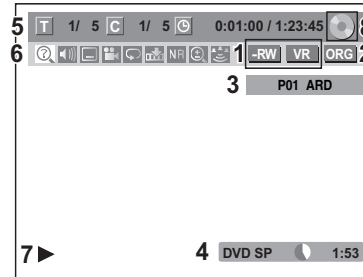 5 T 1/ 5 C 1/ 5 0:01:00 / 1:23:45 8
6 NR 1 -RW VR ORG 2
3 P01 ARD
7 4 DVD SP 1:53